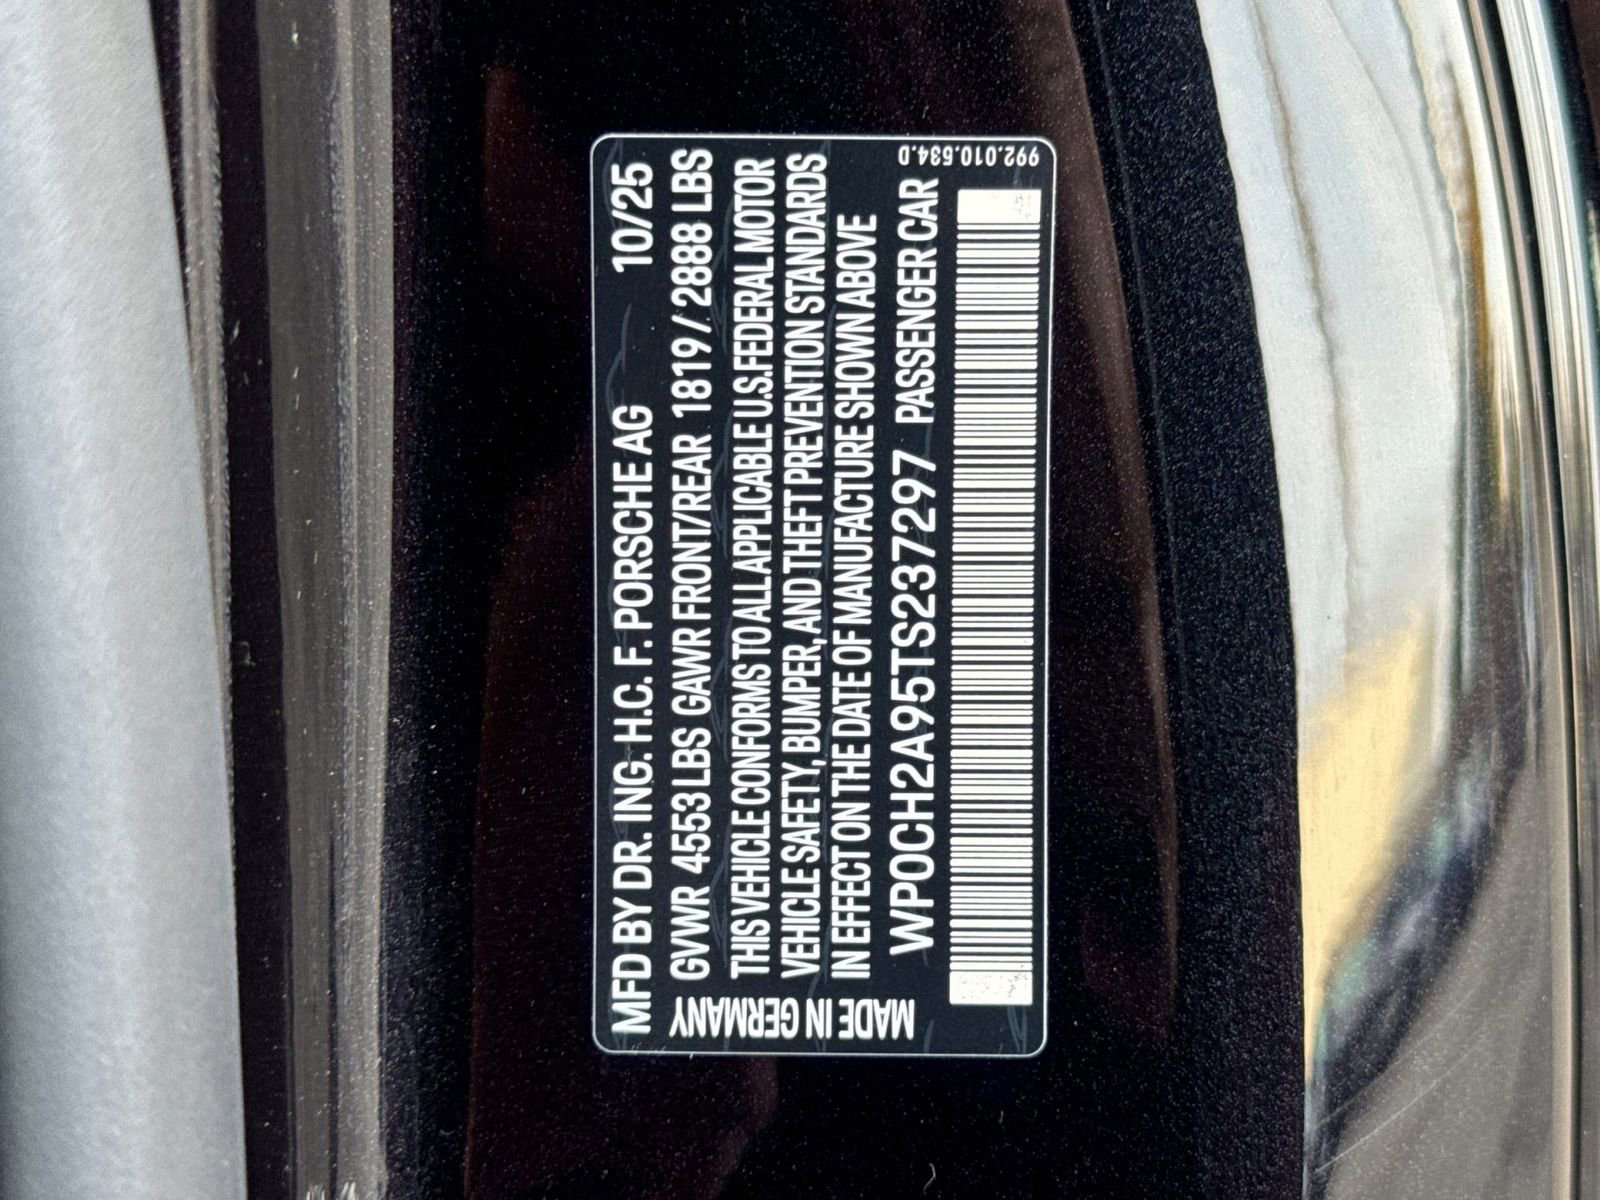 MFD BY DR. ING. H.C. F. PORSCHE AG 10/25
GVWR 4553 LBS GAWR FRONT/REAR 1819 / 2888 LBS
THIS VEHICLE CONFORMS TO ALL APPLICABLE U.S. FEDERAL MOTOR
VEHICLE SAFETY, BUMPER, AND THEFT PREVENTION STANDARDS
IN EFFECT ON THE DATE OF MANUFACTURE SHOWN ABOVE
WP0CH2A95TS237297 PASSENGER CAR
MADE IN GERMANY
992.010.534.D